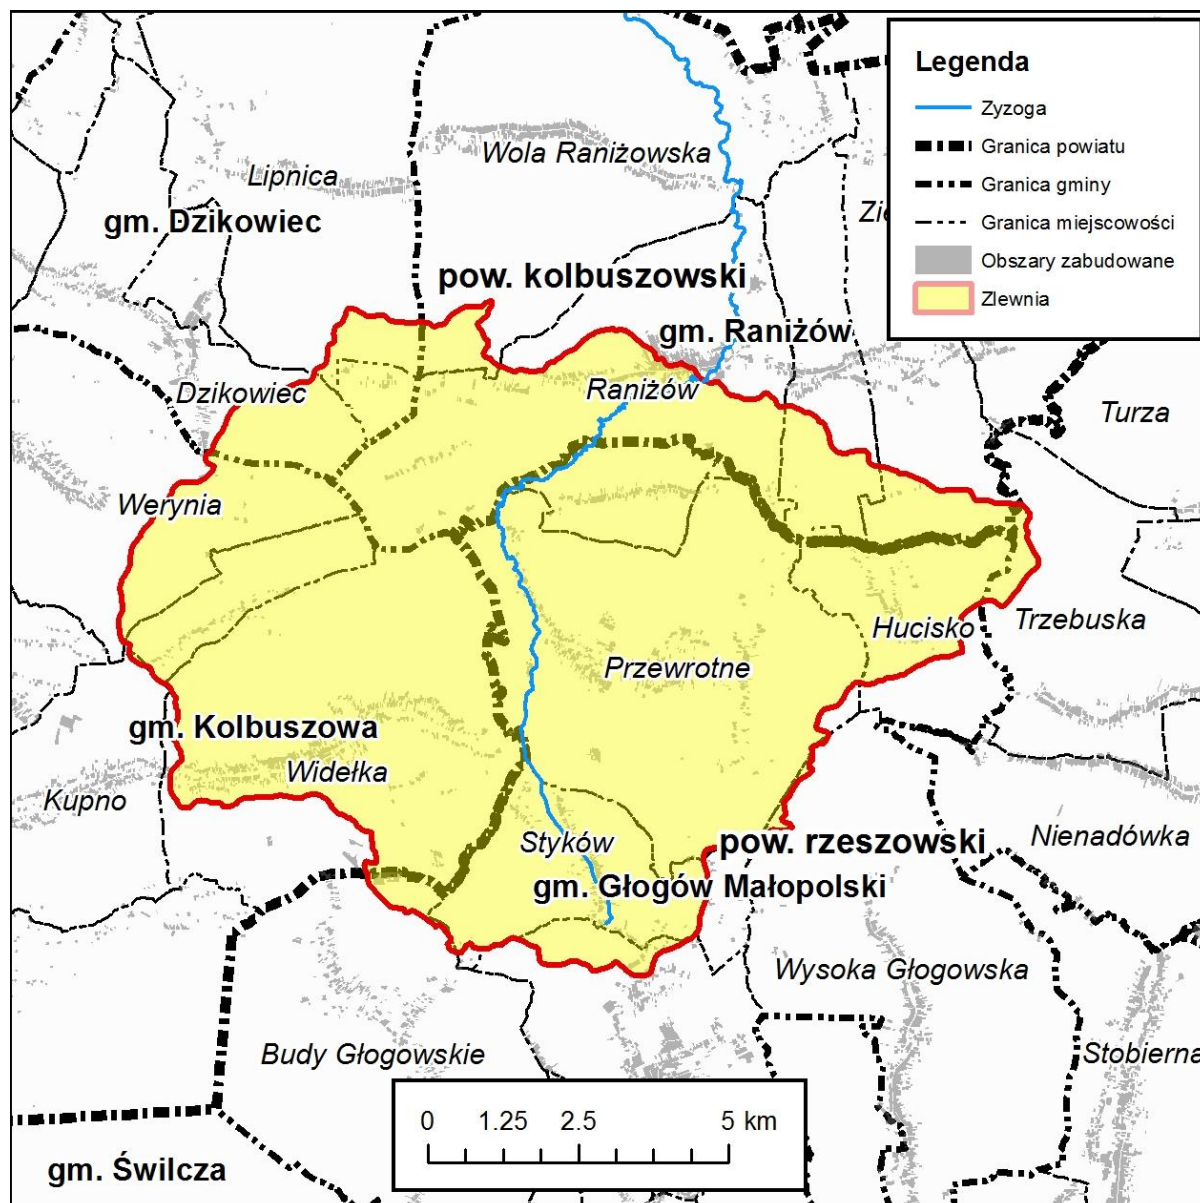 Legenda
Zyzoga
Granica powiatu
Granica gminy
Granica miejscowości
Obszary zabudowane
Zlewnia
Wola Raniżowska
Lipnica
gm. Dzikowiec
Zie
pow. kolbuszowski
gm. Raniżów
Dzikowiec
Raniżów
Turza
Werynia
Hucisko
Trzebuska
Przewrotne
gm. Kolbuszowa
Widełka
Kupno
Styków
pow. rzeszowski
Nienadówka
gm. Głogów Małopolski
Wysoka Głogowska
Budy Głogowskie
Stobierna
0 1.25 2.5 5 km
gm. Świlcza